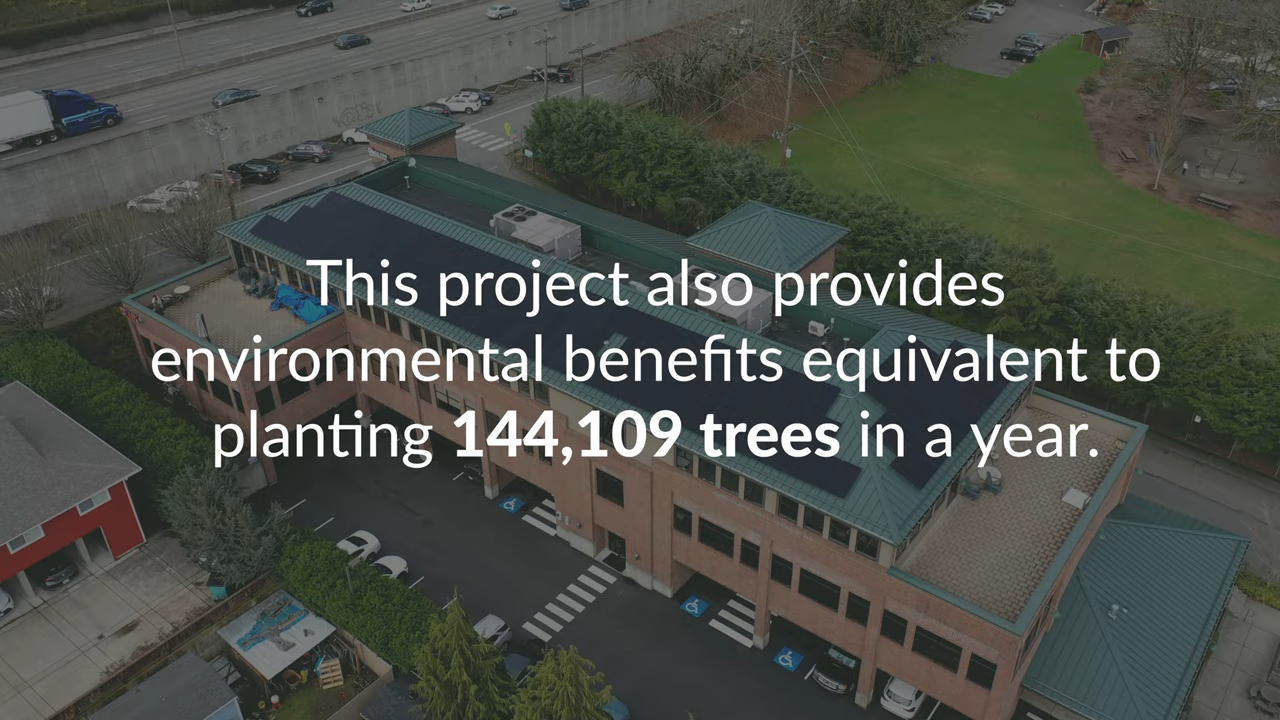 This project also provides
environmental benefits equivalent to
planting 144,109 trees in a year.